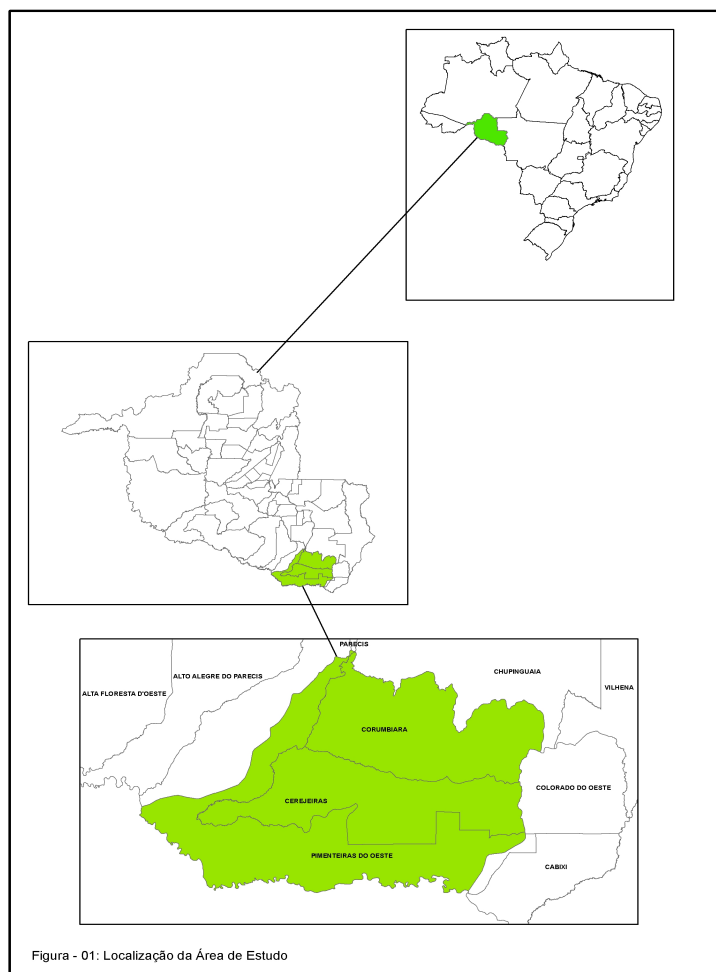 PARECIS
CHUPINGUAIA
ALTO ALEGRE DO PARECIS
VILHENA
ALTA FLORESTA D'OESTE
CORUMBIARA
COLORADO DO OESTE
CEREJEIRAS
PIMENTEIRAS DO OESTE
CABIXI
Figura - 01: Localização da Área de Estudo